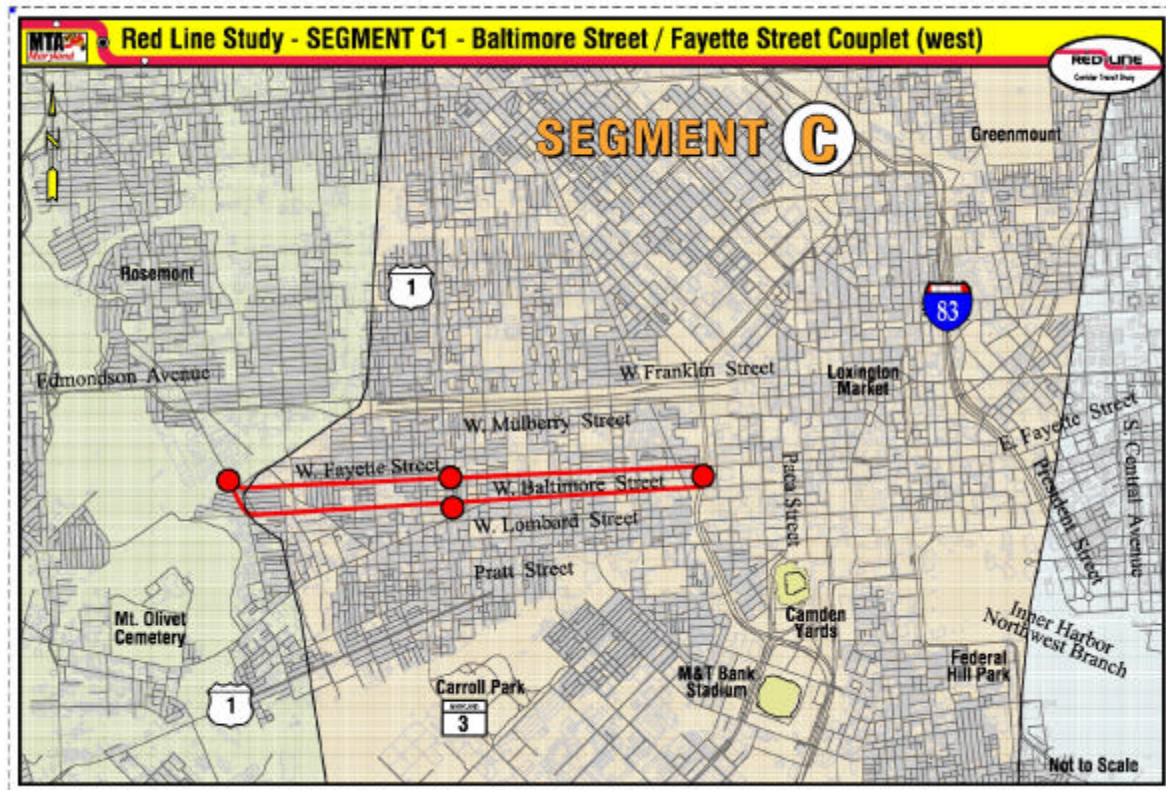 MTA
Maryland
Red Line Study - SEGMENT C1 - Baltimore Street / Fayette Street Couplet (west)
RED LINE
Corridor Transit Study
SEGMENT C
Greenmount
Rosemont
1
83
Edmondson Avenue
W. Franklin Street
Lexington
Market
W. Mulberry Street
E. Fayette Street
S. Central Avenue
W. Fayette Street
W. Baltimore Street
Paca Street
President Street
W. Lombard Street
Pratt Street
Mt. Olivet
Cemetery
Camden
Yards
Inner Harbor
Northwest Branch
M&T Bank
Stadium
Federal
Hill Park
Carroll Park
MARYLAND
3
1
Not to Scale
N